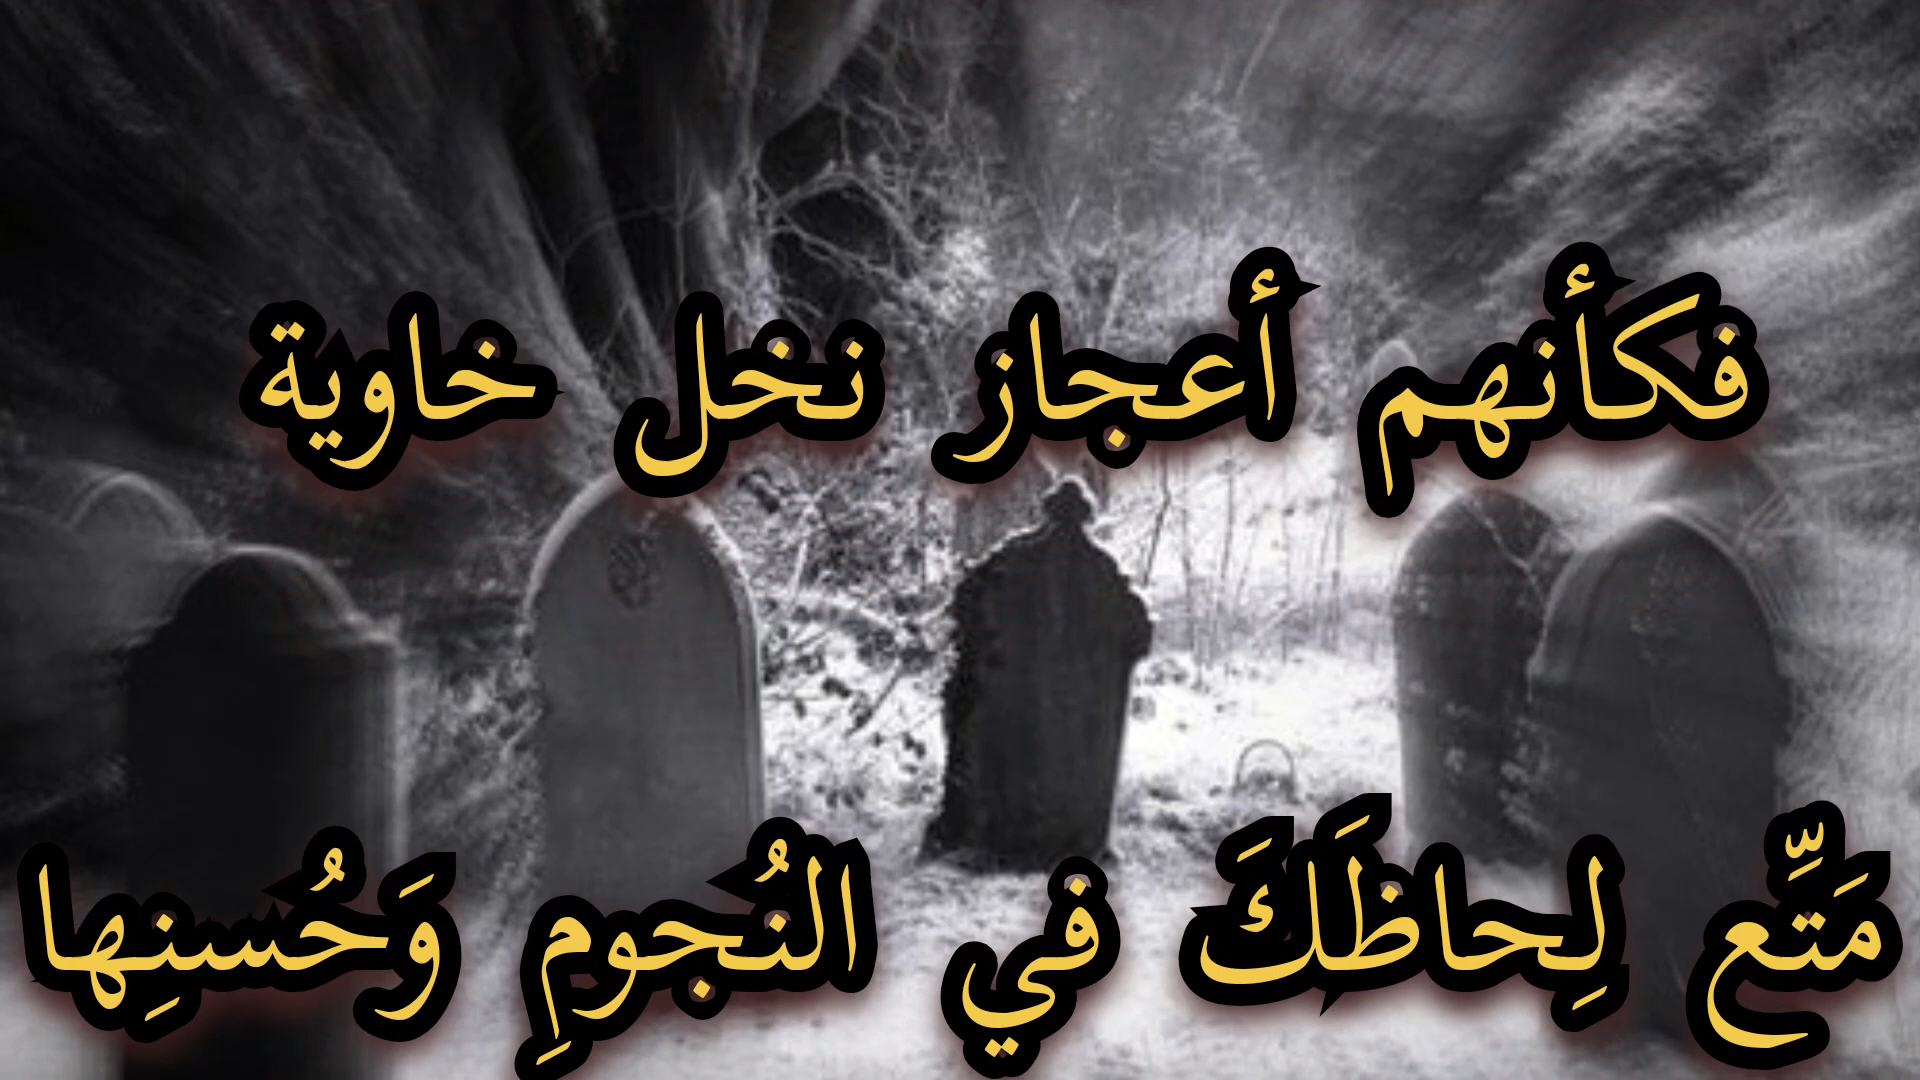 فكأنهم أعجاز نخل خاوية
مَتِّع لِحاظَكَ في النُجومِ وَحُسنِها